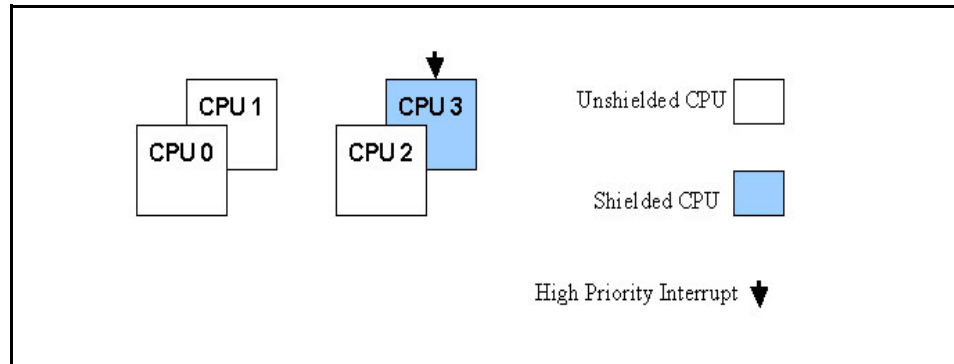 CPU 1
CPU 0
CPU 3
CPU 2
Unshielded CPU
Shielded CPU
High Priority Interrupt